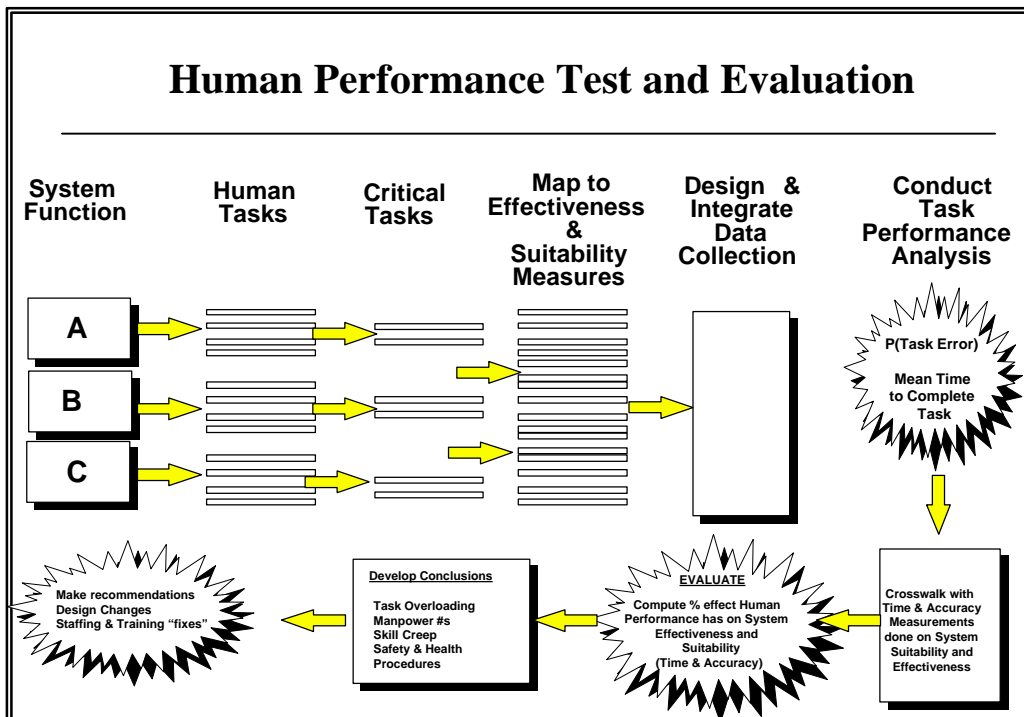 Human Performance Test and Evaluation
System
Function
Human
Tasks
Critical
Tasks
Map to
Effectiveness
&
Suitability
Measures
Design &
Integrate
Data
Collection
Conduct
Task
Performance
Analysis
A
B
C
P(Task Error)
Mean Time
to Complete
Task
Crosswalk with
Time & Accuracy
Measurements
done on System
Suitability and
Effectiveness
EVALUATE
Compute % effect Human
Performance has on System
Effectiveness and
Suitability
(Time & Accuracy)
Develop Conclusions
Task Overloading
Manpower #s
Skill Creep
Safety & Health
Procedures
Make recommendations
Design Changes
Staffing & Training “fixes”